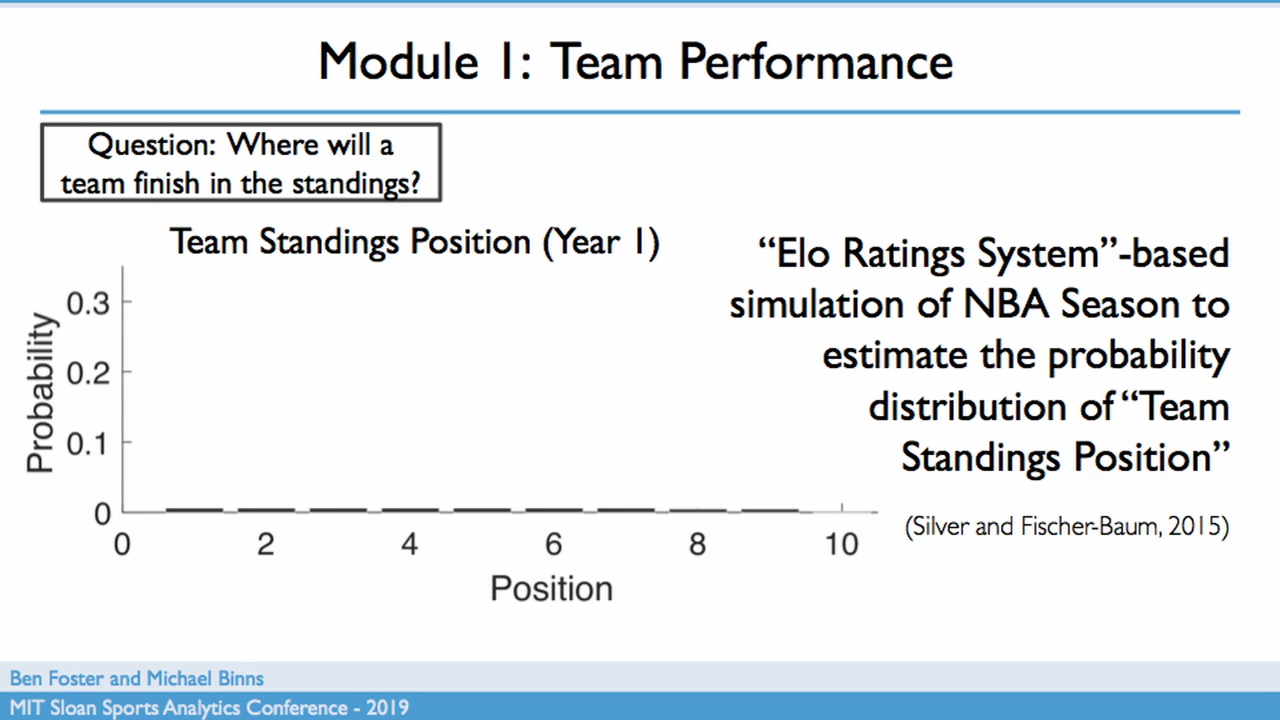 Module 1: Team Performance
Question: Where will a
team finish in the standings?
Team Standings Position (Year 1)
Probability
0.3
0.2
0.1
0
0 2 4 6 8 10
Position
“Elo Ratings System”-based
simulation of NBA Season to
estimate the probability
distribution of “Team
Standings Position”
(Silver and Fischer-Baum, 2015)
Ben Foster and Michael Binns
MIT Sloan Sports Analytics Conference - 2019